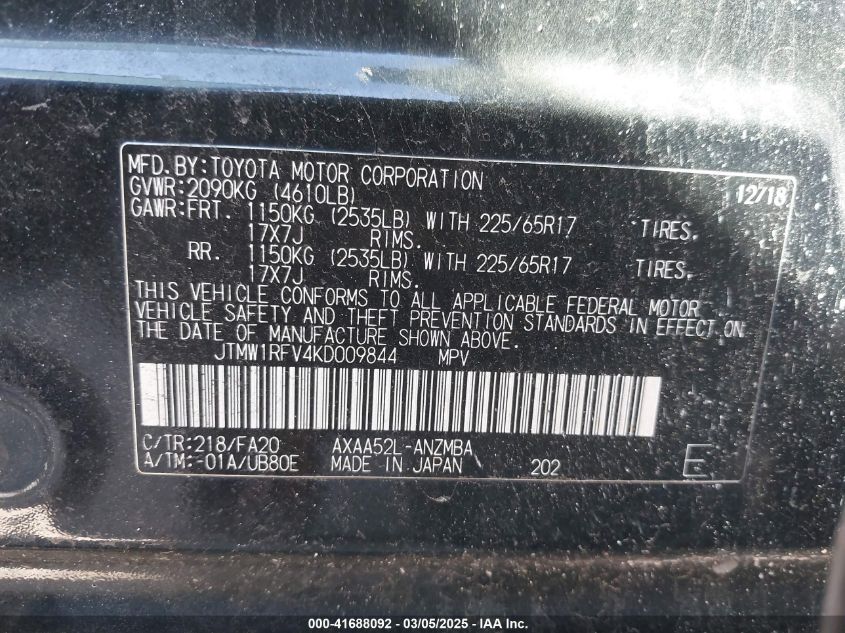 MFD.BY:TOYOTA MOTOR CORPORATION
GVWR:2090KG (4610LB) 12/18
GAWR:FRT. 1150KG (2535LB) WITH 225/65R17 TIRES,
17X7J RIMS.
RR. 1150KG (2535LB) WITH 225/65R17 TIRES,
17X7J RIMS.
THIS VEHICLE CONFORMS TO ALL APPLICABLE FEDERAL MOTOR
VEHICLE SAFETY AND THEFT PREVENTION STANDARDS IN EFFECT ON
THE DATE OF MANUFACTURE SHOWN ABOVE.
JTMW1RFV4KD009844 MPV
C/TR:218/FA20 AXAA52L-ANZMBA
A/TM:-01A/UB80E MADE IN JAPAN 202 E
000-41688092 / 03/05/2025 / IAAI.COM.